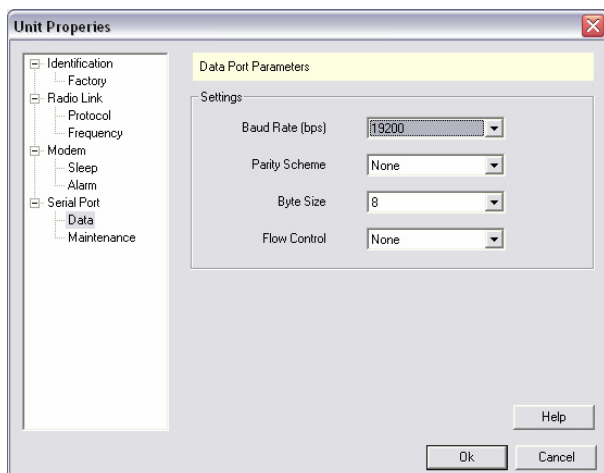 Unit Properies
Identification
Factory
Radio Link
Protocol
Frequency
Modem
Sleep
Alarm
Serial Port
Data
Maintenance
Data Port Parameters
Settings
Baud Rate (bps) 19200
Parity Scheme None
Byte Size 8
Flow Control None
Help
Ok Cancel